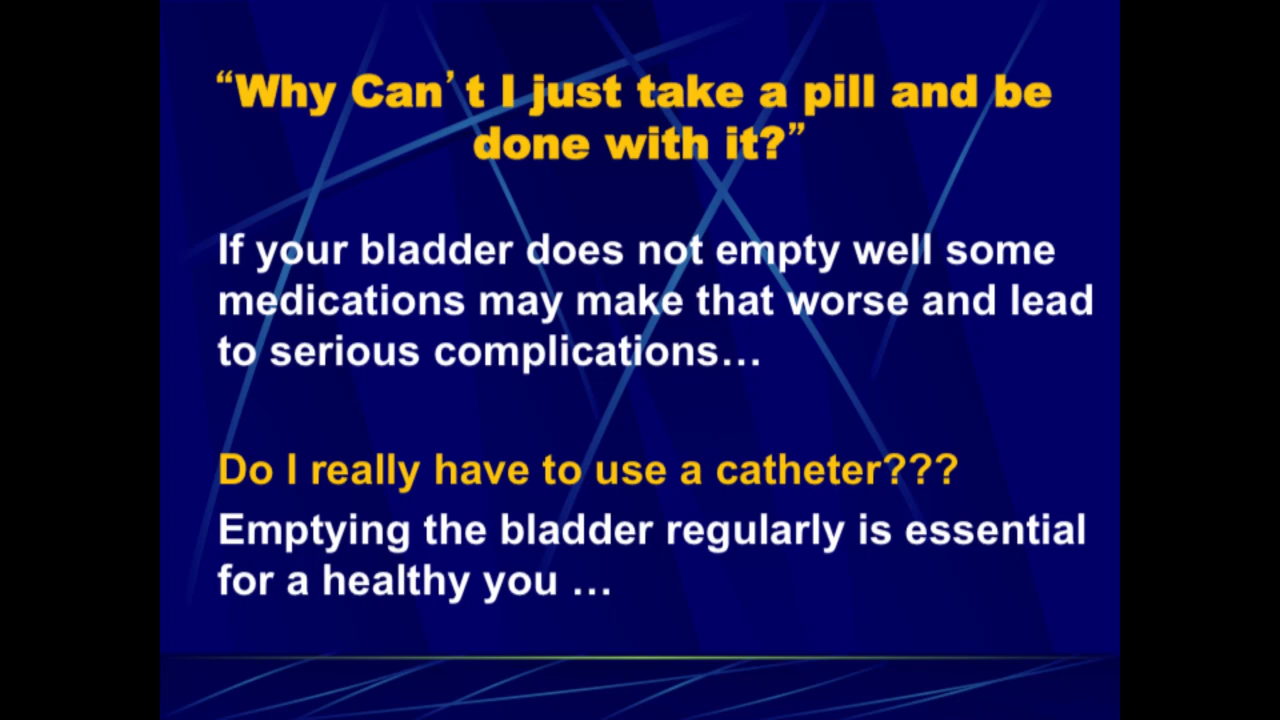 “Why Can’t I just take a pill and be
done with it?”
If your bladder does not empty well some
medications may make that worse and lead
to serious complications…
Do I really have to use a catheter???
Emptying the bladder regularly is essential
for a healthy you …